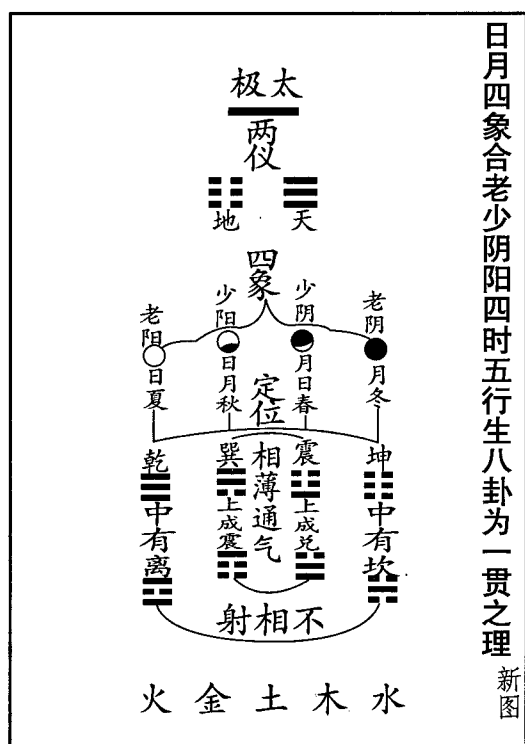 日月四象合老少阴阳四时五行生八卦为一贯之理
新图
极太
两仪
地 天
四象
老阳 少阳 少阴 老阴
日夏 日月秋 月日春 月冬
定位
乾 巽 震 坤
相薄通气
中有离 上成震 上成兑 中有坎
射相不
火 金 土 木 水